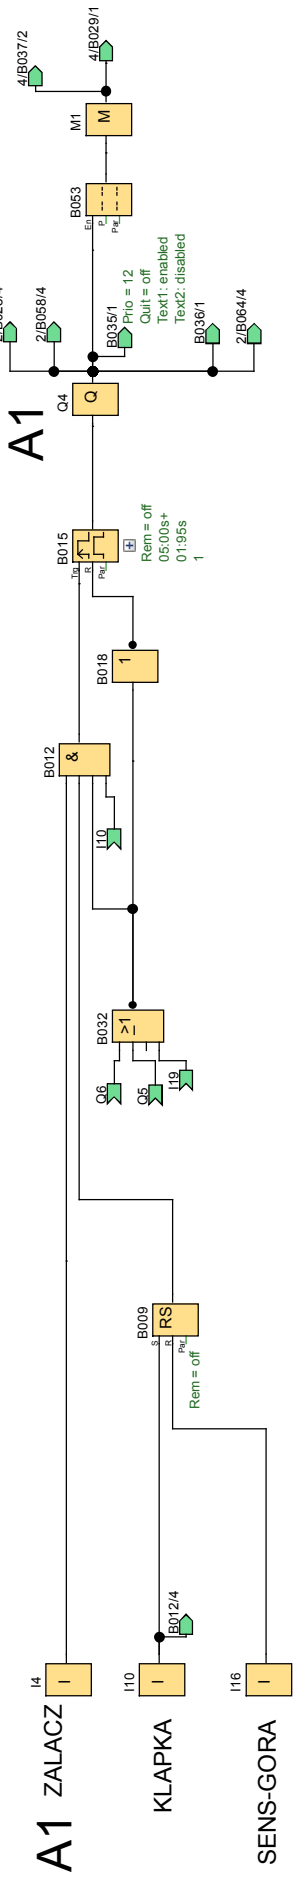 A1
ZALACZ
I4
I
KLAPKA
I10
I
B012/4
SENS-GORA
I16
I
B009
RS
S
R
Par
Rem = off
Q6
Q5
I19
B032
≥1
I10
B012
&
B018
1
B015
Trg
R
Par
+
Rem = off
05:00s+
01:95s
1
A1
Q4
Q
2/B058/4
B035/1
B036/1
2/B064/4
B053
En
P
Par
Prio = 12
Quit = off
Text1: enabled
Text2: disabled
M1
M
4/B037/2
4/B029/1